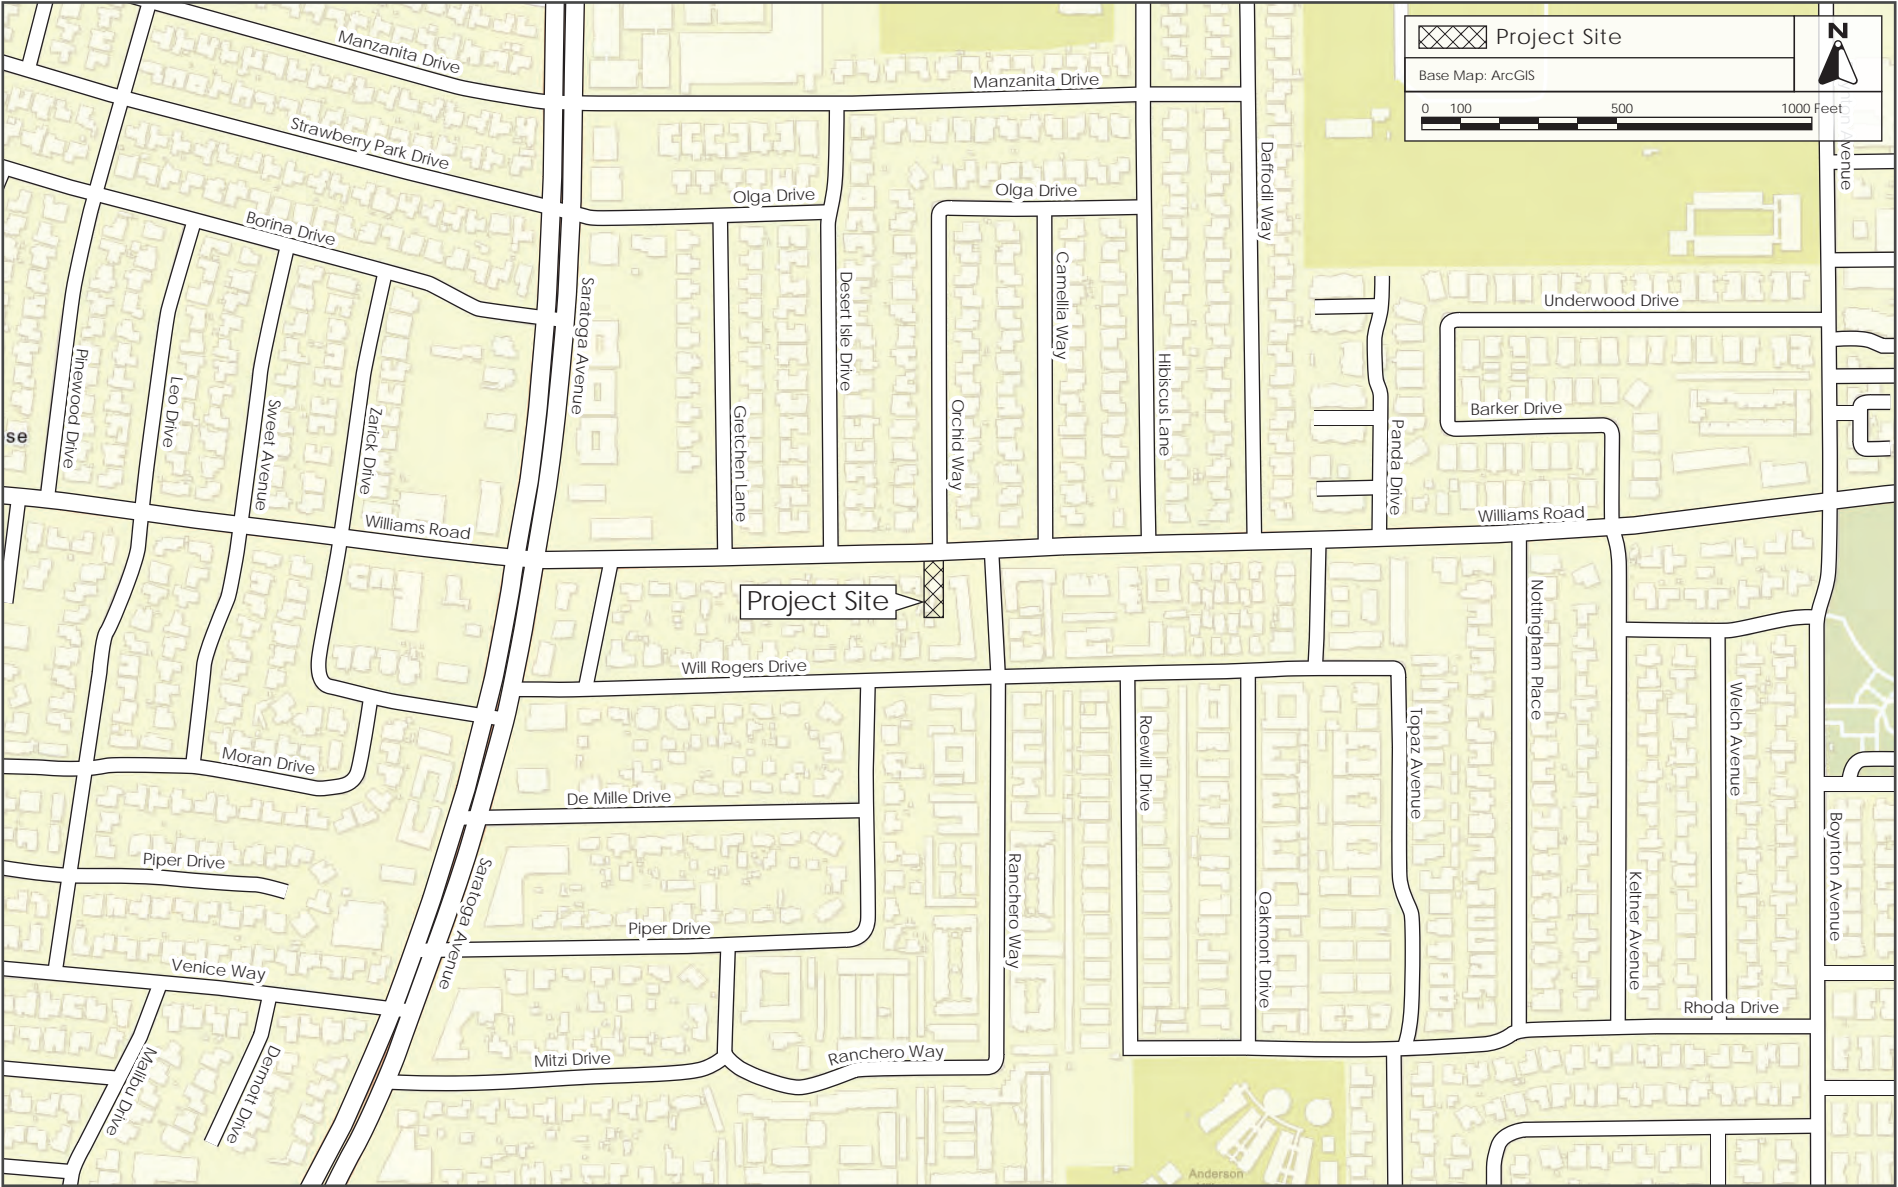 Manzanita Drive
Project Site
N
Base Map: ArcGIS
0 100 500 1000 Feet
Manzanita Drive
Strawberry Park Drive
Olga Drive
Olga Drive
Daffodil Way
Avenue
Borina Drive
Saratoga Avenue
Desert Isle Drive
Camellia Way
Hibiscus Lane
Underwood Drive
Pinewood Drive
Leo Drive
Sweet Avenue
Zarick Drive
Gretchen Lane
Orchid Way
Panda Drive
Barker Drive
se
Williams Road
Williams Road
Project Site
Nottingham Place
Will Rogers Drive
Moran Drive
Roewill Drive
Topaz Avenue
Welch Avenue
De Mille Drive
Boynton Avenue
Piper Drive
Saratoga Avenue
Ranchero Way
Oakmont Drive
Keltner Avenue
Piper Drive
Venice Way
Rhoda Drive
Malibu Drive
Dermott Drive
Mitzi Drive
Ranchero Way
Anderson